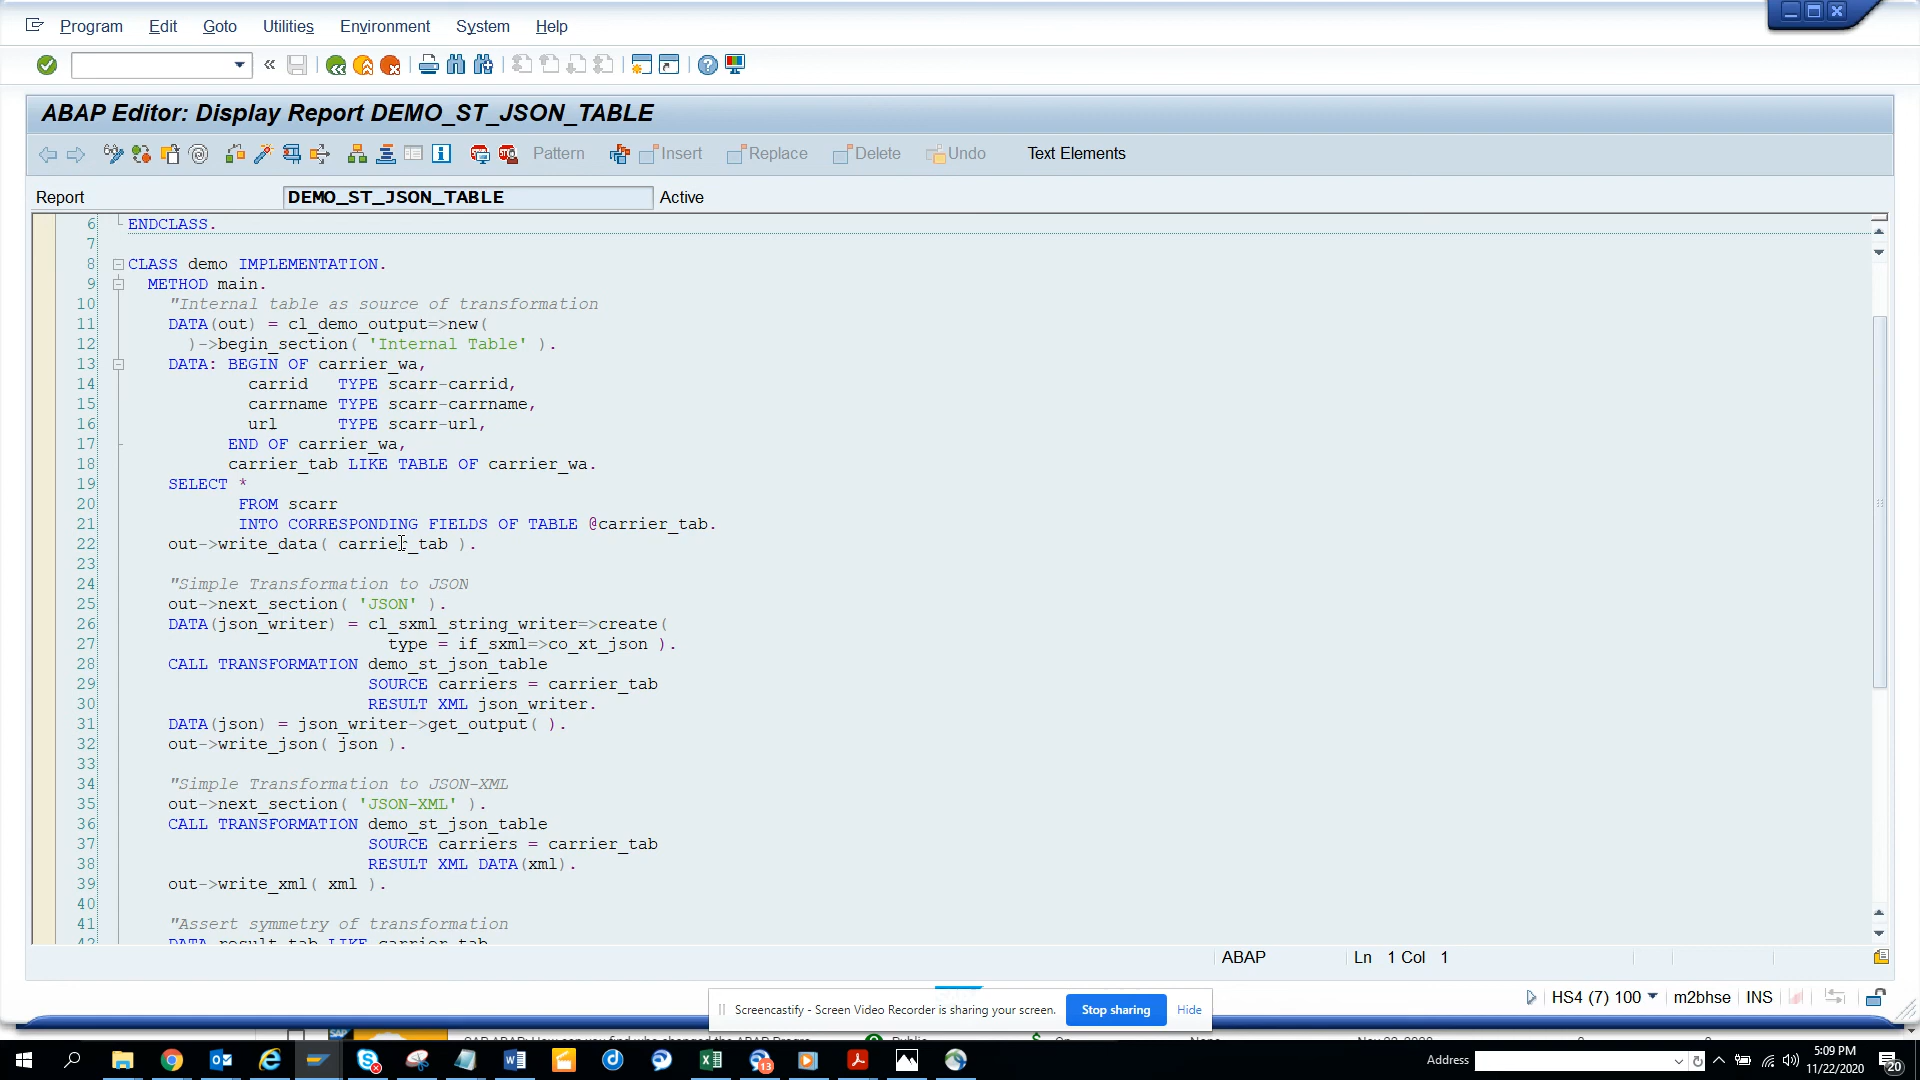 Program Edit Goto Utilities Environment System Help
ABAP Editor: Display Report DEMO_ST_JSON_TABLE
Pattern Insert Replace Delete Undo Text Elements
Report DEMO_ST_JSON_TABLE Active
6 ENDCLASS.
7
8 CLASS demo IMPLEMENTATION.
9 METHOD main.
10 "Internal table as source of transformation
11 DATA(out) = cl_demo_output=>new(
12 )->begin_section( 'Internal Table' ).
13 DATA: BEGIN OF carrier_wa,
14 carrid TYPE scarr-carrid,
15 carrname TYPE scarr-carrname,
16 url TYPE scarr-url,
17 END OF carrier_wa,
18 carrier_tab LIKE TABLE OF carrier_wa.
19 SELECT *
20 FROM scarr
21 INTO CORRESPONDING FIELDS OF TABLE @carrier_tab.
22 out->write_data( carrier_tab ).
23
24 "Simple Transformation to JSON
25 out->next_section( 'JSON' ).
26 DATA(json_writer) = cl_sxml_string_writer=>create(
27 type = if_sxml=>co_xt_json ).
28 CALL TRANSFORMATION demo_st_json_table
29 SOURCE carriers = carrier_tab
30 RESULT XML json_writer.
31 DATA(json) = json_writer->get_output( ).
32 out->write_json( json ).
33
34 "Simple Transformation to JSON-XML
35 out->next_section( 'JSON-XML' ).
36 CALL TRANSFORMATION demo_st_json_table
37 SOURCE carriers = carrier_tab
38 RESULT XML DATA(xml).
39 out->write_xml( xml ).
40
41 "Assert symmetry of transformation
42 DATA result_tab LIKE carrier_tab
ABAP Ln 1 Col 1
HS4 (7) 100 m2bhse INS
Screencastify - Screen Video Recorder is sharing your screen. Stop sharing Hide
Address
5:09 PM
11/22/2020
13
20